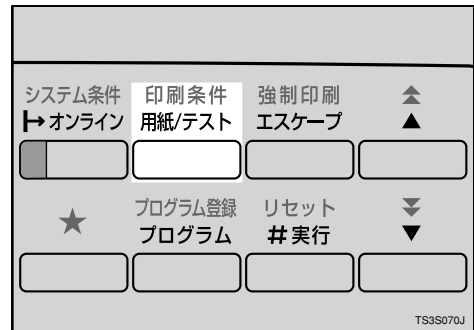 システム条件 印刷条件 強制印刷
オンライン 用紙/テスト エスケープ ▲
★ プログラム登録 リセット
プログラム #実行 ▼
TS3S070J